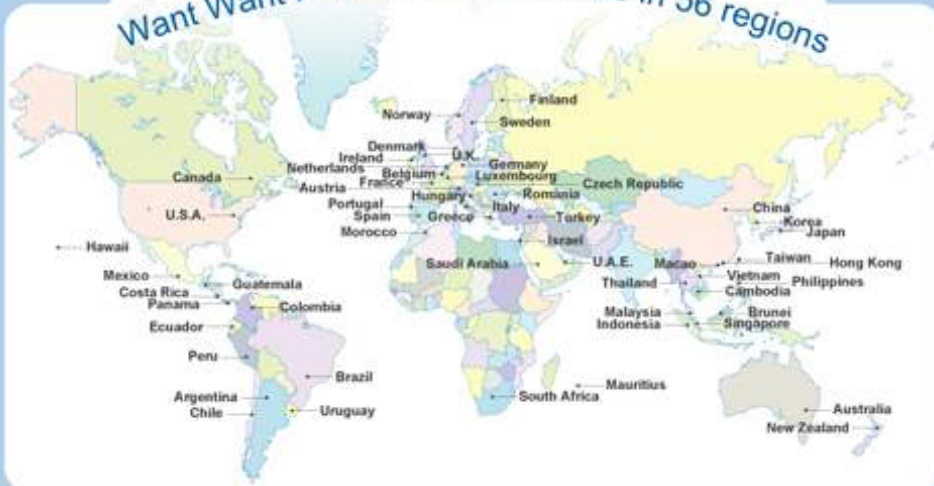 Want Want
in 56 regions
Finland
Norway
Sweden
Denmark
Ireland
U.K.
Netherlands
Germany
Belgium
Luxembourg
Canada
France
Czech Republic
Austria
Hungary
Romania
Portugal
Italy
China
U.S.A.
Spain
Greece
Turkey
Korea
Morocco
Japan
Israel
Hawaii
Saudi Arabia
U.A.E.
Macao
Taiwan
Hong Kong
Mexico
Guatemala
Thailand
Vietnam
Philippines
Costa Rica
Cambodia
Panama
Colombia
Malaysia
Brunei
Ecuador
Indonesia
Singapore
Peru
Brazil
Mauritius
Argentina
South Africa
Chile
Uruguay
Australia
New Zealand